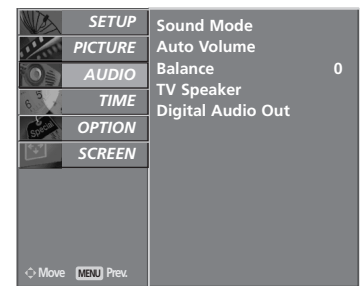 SETUP
PICTURE
AUDIO
TIME
OPTION
SCREEN
Sound Mode
Auto Volume
Balance 0
TV Speaker
Digital Audio Out
Special
Move MENU Prev.